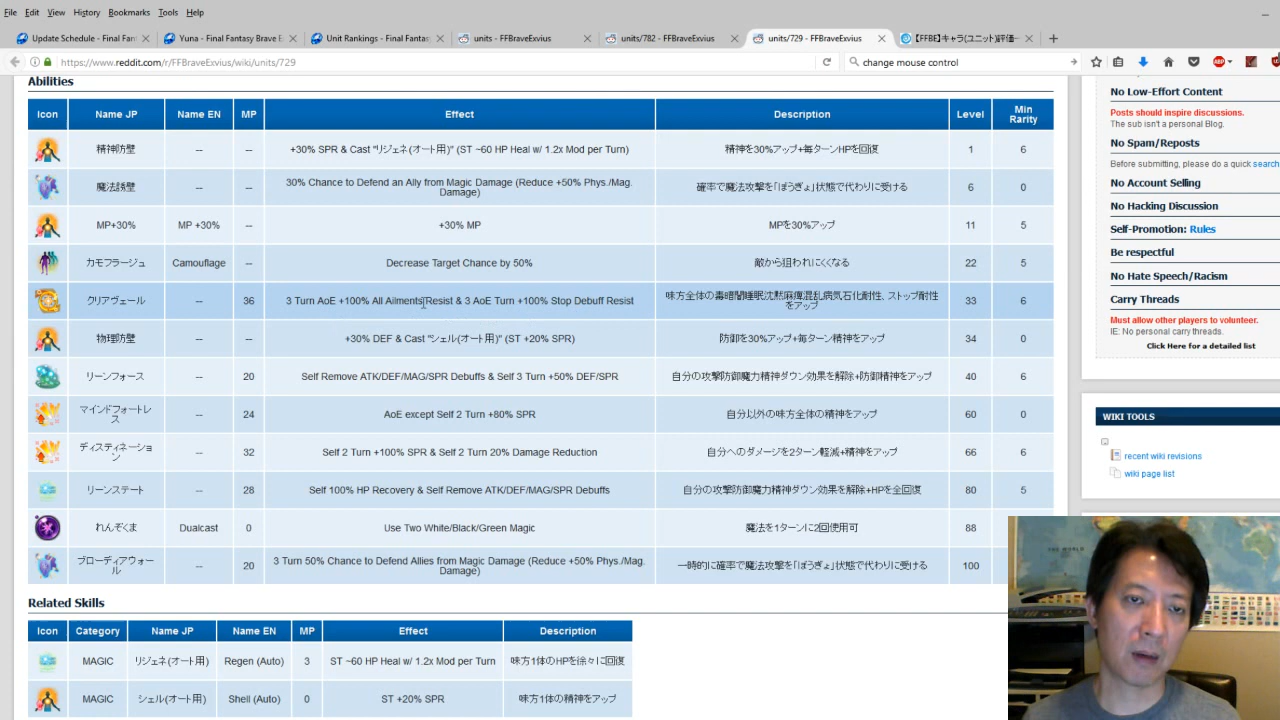 File Edit View History Bookmarks Tools Help
Update Schedule - Final Fan
Yuna - Final Fantasy Brave E
Unit Rankings - Final Fantas
units - FFBraveExvius
units/782 - FFBraveExvius
units/729 - FFBraveExvius
【FFBE】キャラ(ユニット)評価一
https://www.reddit.com/r/FFBraveExvius/wiki/units/729
change mouse control
Abilities
Icon Name JP Name EN MP Effect Description Level Min Rarity
精神防壁 -- -- +30% SPR & Cast "リジェネ(オート用)" (ST ~60 HP Heal w/ 1.2x Mod per Turn) 精神を30%アップ+毎ターンHPを回復 1 6
魔法誘壁 -- -- 30% Chance to Defend an Ally from Magic Damage (Reduce +50% Phys./Mag. Damage) 確率で魔法攻撃を「ぼうぎょ」状態で代わりに受ける 6 0
MP+30% MP +30% -- +30% MP MPを30%アップ 11 5
カモフラージュ Camouflage -- Decrease Target Chance by 50% 敵から狙われにくくなる 22 5
クリアヴェール -- 36 3 Turn AoE +100% All Ailments Resist & 3 AoE Turn +100% Stop Debuff Resist 味方全体の毒暗闇睡眠沈黙麻痺混乱病気石化耐性、ストップ耐性をアップ 33 6
物理防壁 -- -- +30% DEF & Cast "シェル(オート用)" (ST +20% SPR) 防御を30%アップ+毎ターン精神をアップ 34 0
リーンフォース -- 20 Self Remove ATK/DEF/MAG/SPR Debuffs & Self 3 Turn +50% DEF/SPR 自分の攻撃防御魔力精神ダウン効果を解除+防御精神をアップ 40 6
マインドフォートレス -- 24 AoE except Self 2 Turn +80% SPR 自分以外の味方全体の精神をアップ 60 0
ディスティネーション -- 32 Self 2 Turn +100% SPR & Self 2 Turn 20% Damage Reduction 自分へのダメージを2ターン軽減+精神をアップ 66 6
リーンステート -- 28 Self 100% HP Recovery & Self Remove ATK/DEF/MAG/SPR Debuffs 自分の攻撃防御魔力精神ダウン効果を解除+HPを全回復 80 5
れんぞくま Dualcast 0 Use Two White/Black/Green Magic 魔法を1ターンに2回使用可 88
ブローディアウォール -- 20 3 Turn 50% Chance to Defend Allies from Magic Damage (Reduce +50% Phys./Mag. Damage) 一時的に確率で魔法攻撃を「ぼうぎょ」状態で代わりに受ける 100
Related Skills
Icon Category Name JP Name EN MP Effect Description
MAGIC リジェネ(オート用) Regen (Auto) 3 ST ~60 HP Heal w/ 1.2x Mod per Turn 味方1体のHPを徐々に回復
MAGIC シェル(オート用) Shell (Auto) 0 ST +20% SPR 味方1体の精神をアップ
No Low-Effort Content
Posts should inspire discussions.
The sub isn't a personal Blog.
No Spam/Reposts
Before submitting, please do a quick search
No Account Selling
No Hacking Discussion
Self-Promotion: Rules
Be respectful
No Hate Speech/Racism
Carry Threads
Must allow other players to volunteer.
IE: No personal carry threads.
Click Here for a detailed list
WIKI TOOLS
recent wiki revisions
wiki page list